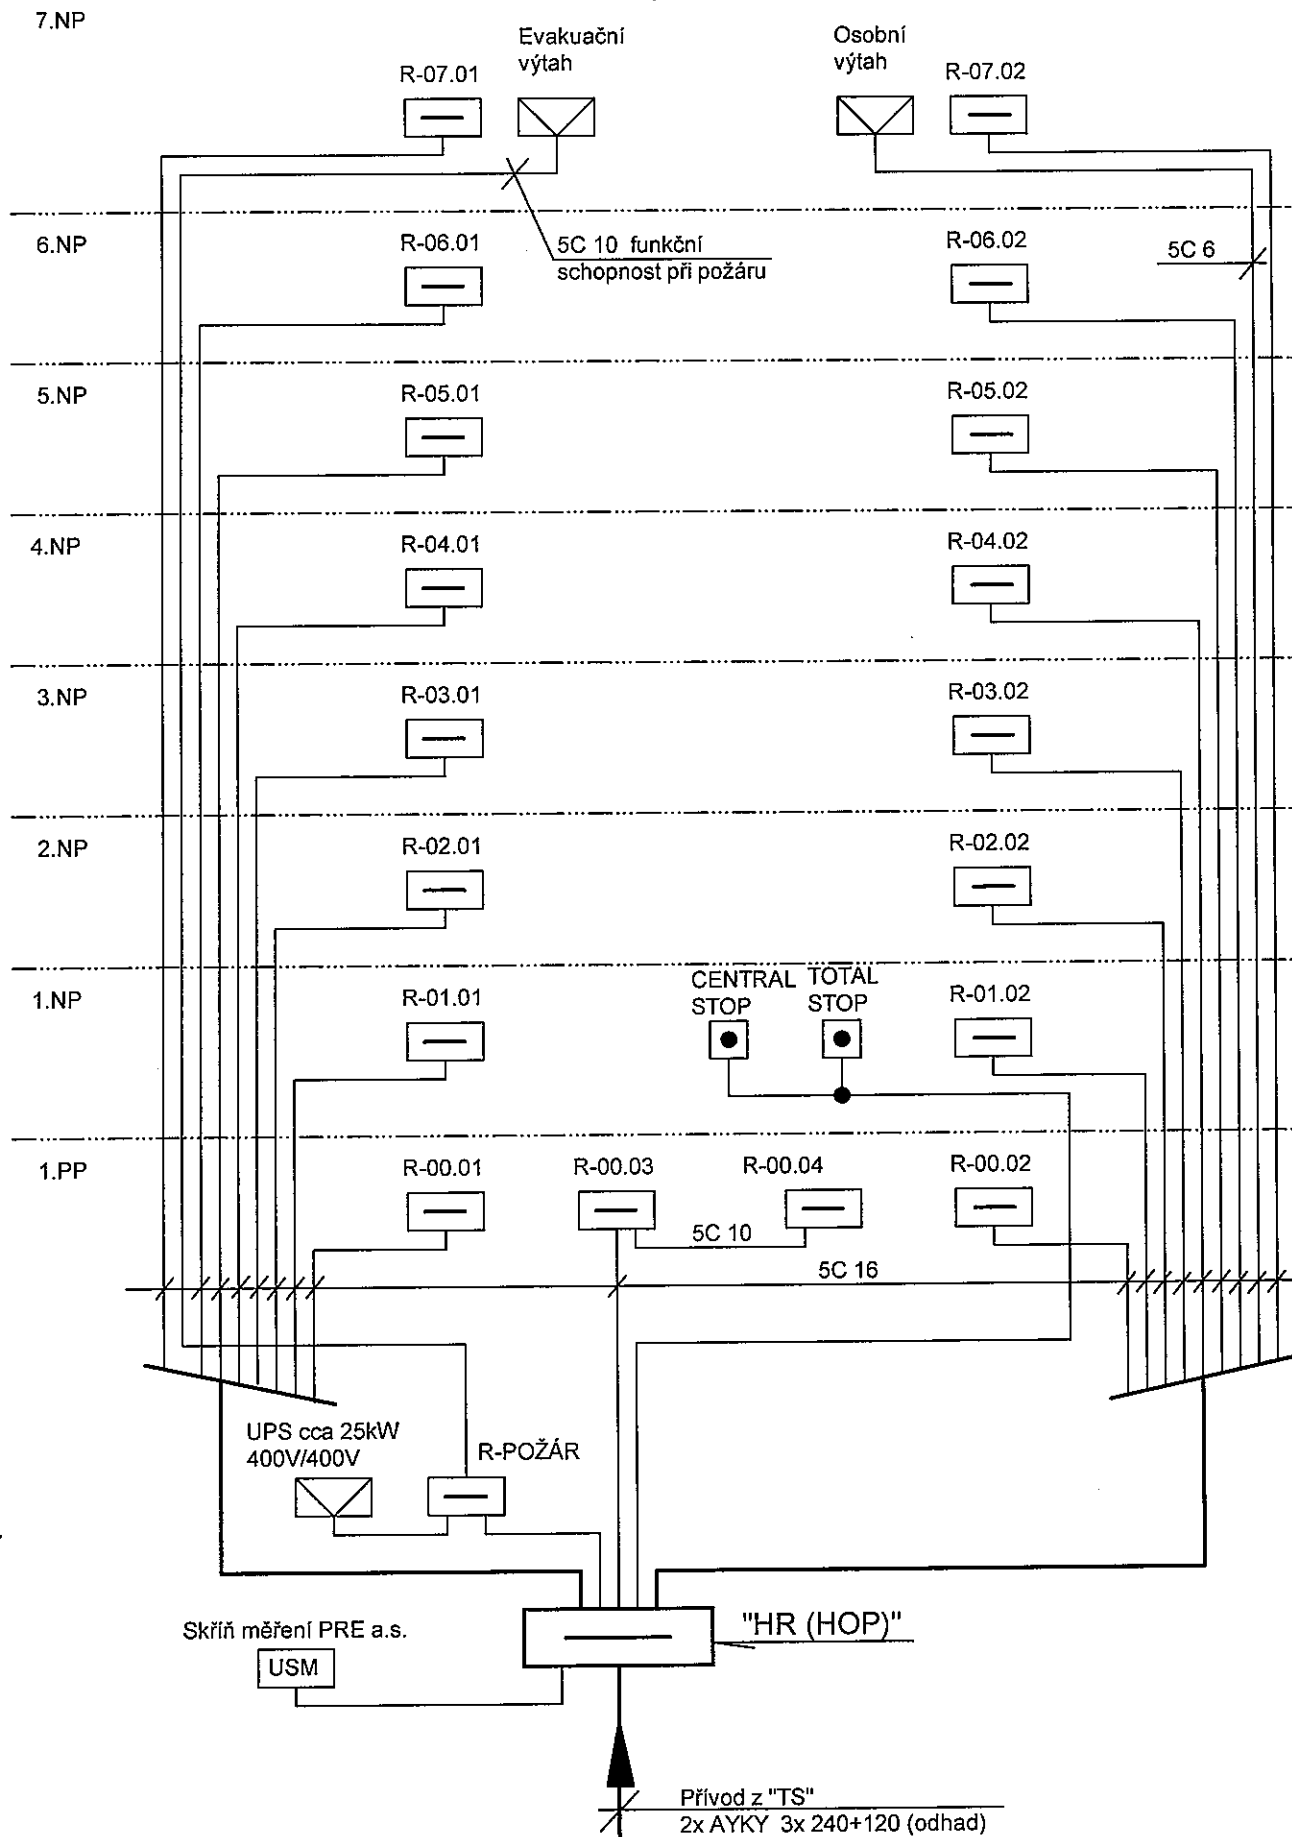 7.NP
Evakuační
výtah
Osobní
výtah
R-07.01
R-07.02
6.NP
R-06.01
5C 10 funkční
schopnost při požáru
R-06.02
5C 6
5.NP
R-05.01
R-05.02
4.NP
R-04.01
R-04.02
3.NP
R-03.01
R-03.02
2.NP
R-02.01
R-02.02
1.NP
R-01.01
CENTRAL
STOP
TOTAL
STOP
R-01.02
1.PP
R-00.01
R-00.03
R-00.04
R-00.02
5C 10
5C 16
UPS cca 25kW
400V/400V
R-POŽÁR
Skříň měření PRE a.s.
USM
"HR (HOP)"
Přívod z "TS"
2x AYKY 3x 240+120 (odhad)